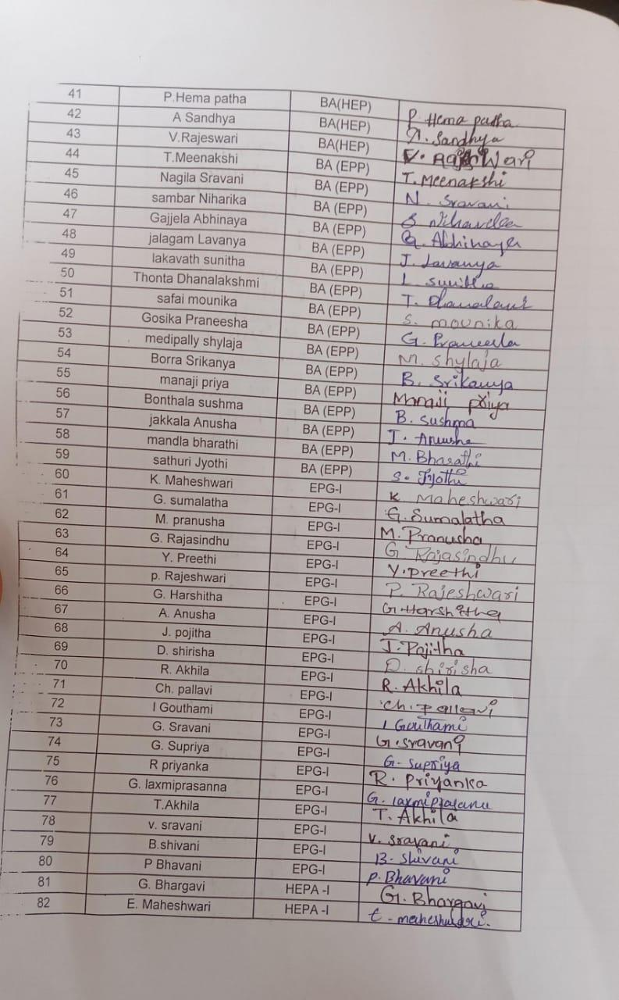 41 P.Hema patha BA(HEP) P. Hema patha
42 A Sandhya BA(HEP) A. Sandhya
43 V.Rajeswari BA(HEP)
44 T.Meenakshi BA (EPP) T. Meenakshi
45 Nagila Sravani BA (EPP) N. Sravani
46 sambar Niharika BA (EPP) S
47 Gajjela Abhinaya BA (EPP) G. Abhinaya
48 jalagam Lavanya BA (EPP) J. Lavanya
49 lakavath sunitha BA (EPP) L. sunitha
50 Thonta Dhanalakshmi BA (EPP) T.
51 safai mounika BA (EPP) S. mounika
52 Gosika Praneesha BA (EPP) G. Praneesha
53 medipally shylaja BA (EPP) M. Shylaja
54 Borra Srikanya BA (EPP) B. Srikanya
55 manaji priya BA (EPP) Manaji priya
56 Bonthala sushma BA (EPP) B. Sushma
57 jakkala Anusha BA (EPP) J. Anusha
58 mandla bharathi BA (EPP) M. Bharathi
59 sathuri Jyothi BA (EPP) S. Jyothi
60 K. Maheshwari EPG-I K Maheshwari
61 G. sumalatha EPG-I G. Sumalatha
62 M. pranusha EPG-I M. Pranusha
63 G. Rajasindhu EPG-I G Rajasindhu
64 Y. Preethi EPG-I Y. preethi
65 p. Rajeshwari EPG-I P. Rajeshwari
66 G. Harshitha EPG-I G. Harshitha
67 A. Anusha EPG-I A. Anusha
68 J. pojitha EPG-I J. Pojitha
69 D. shirisha EPG-I D. shirisha
70 R. Akhila EPG-I R. Akhila
71 Ch. pallavi EPG-I ch. pallavi
72 I Gouthami EPG-I I Gouthami
73 G. Sravani EPG-I G. sravani
74 G. Supriya EPG-I G. Supriya
75 R priyanka EPG-I R. Priyanka
76 G. laxmiprasanna EPG-I G.
77 T.Akhila EPG-I T. Akhila
78 v. sravani EPG-I V. sravani
79 B.shivani EPG-I B. Shivani
80 P Bhavani EPG-I P. Bhavani
81 G. Bhargavi HEPA -I G. Bhargavi
82 E. Maheshwari HEPA -I E. maheshwari.